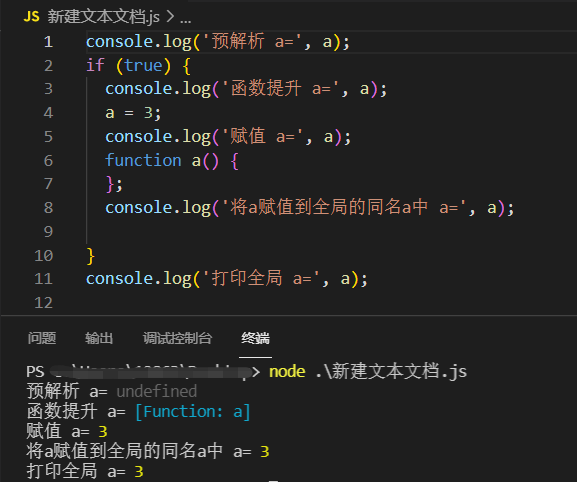 JS 新建文本文档.js > ...
1 console.log('预解析 a=', a);
2 if (true) {
3 console.log('函数提升 a=', a);
4 a = 3;
5 console.log('赋值 a=', a);
6 function a() {
7 };
8 console.log('将a赋值到全局的同名a中 a=', a);
9
10 }
11 console.log('打印全局 a=', a);
12
问题 输出 调试控制台 终端
PS > node .\新建文本文档.js
预解析 a= undefined
函数提升 a= [Function: a]
赋值 a= 3
将a赋值到全局的同名a中 a= 3
打印全局 a= 3